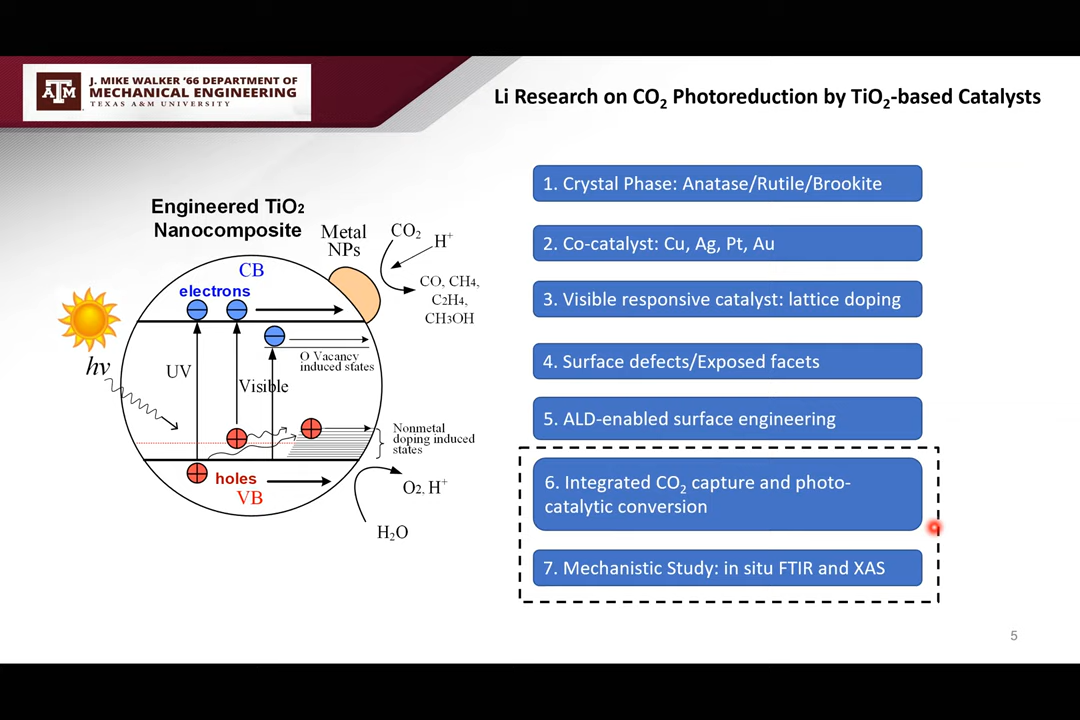 J. MIKE WALKER '66 DEPARTMENT OF
MECHANICAL ENGINEERING
TEXAS A&M UNIVERSITY
ATM
Li Research on CO₂ Photoreduction by TiO₂-based Catalysts
Engineered TiO₂
Nanocomposite
Metal
NPs
CO₂
H⁺
CO, CH₄,
C₂H₄,
CH₃OH
CB
electrons
hν
UV
Visible
O Vacancy
induced states
Nonmetal
doping induced
states
holes
VB
O₂, H⁺
H₂O
1. Crystal Phase: Anatase/Rutile/Brookite
2. Co-catalyst: Cu, Ag, Pt, Au
3. Visible responsive catalyst: lattice doping
4. Surface defects/Exposed facets
5. ALD-enabled surface engineering
6. Integrated CO₂ capture and photo-
catalytic conversion
7. Mechanistic Study: in situ FTIR and XAS
5